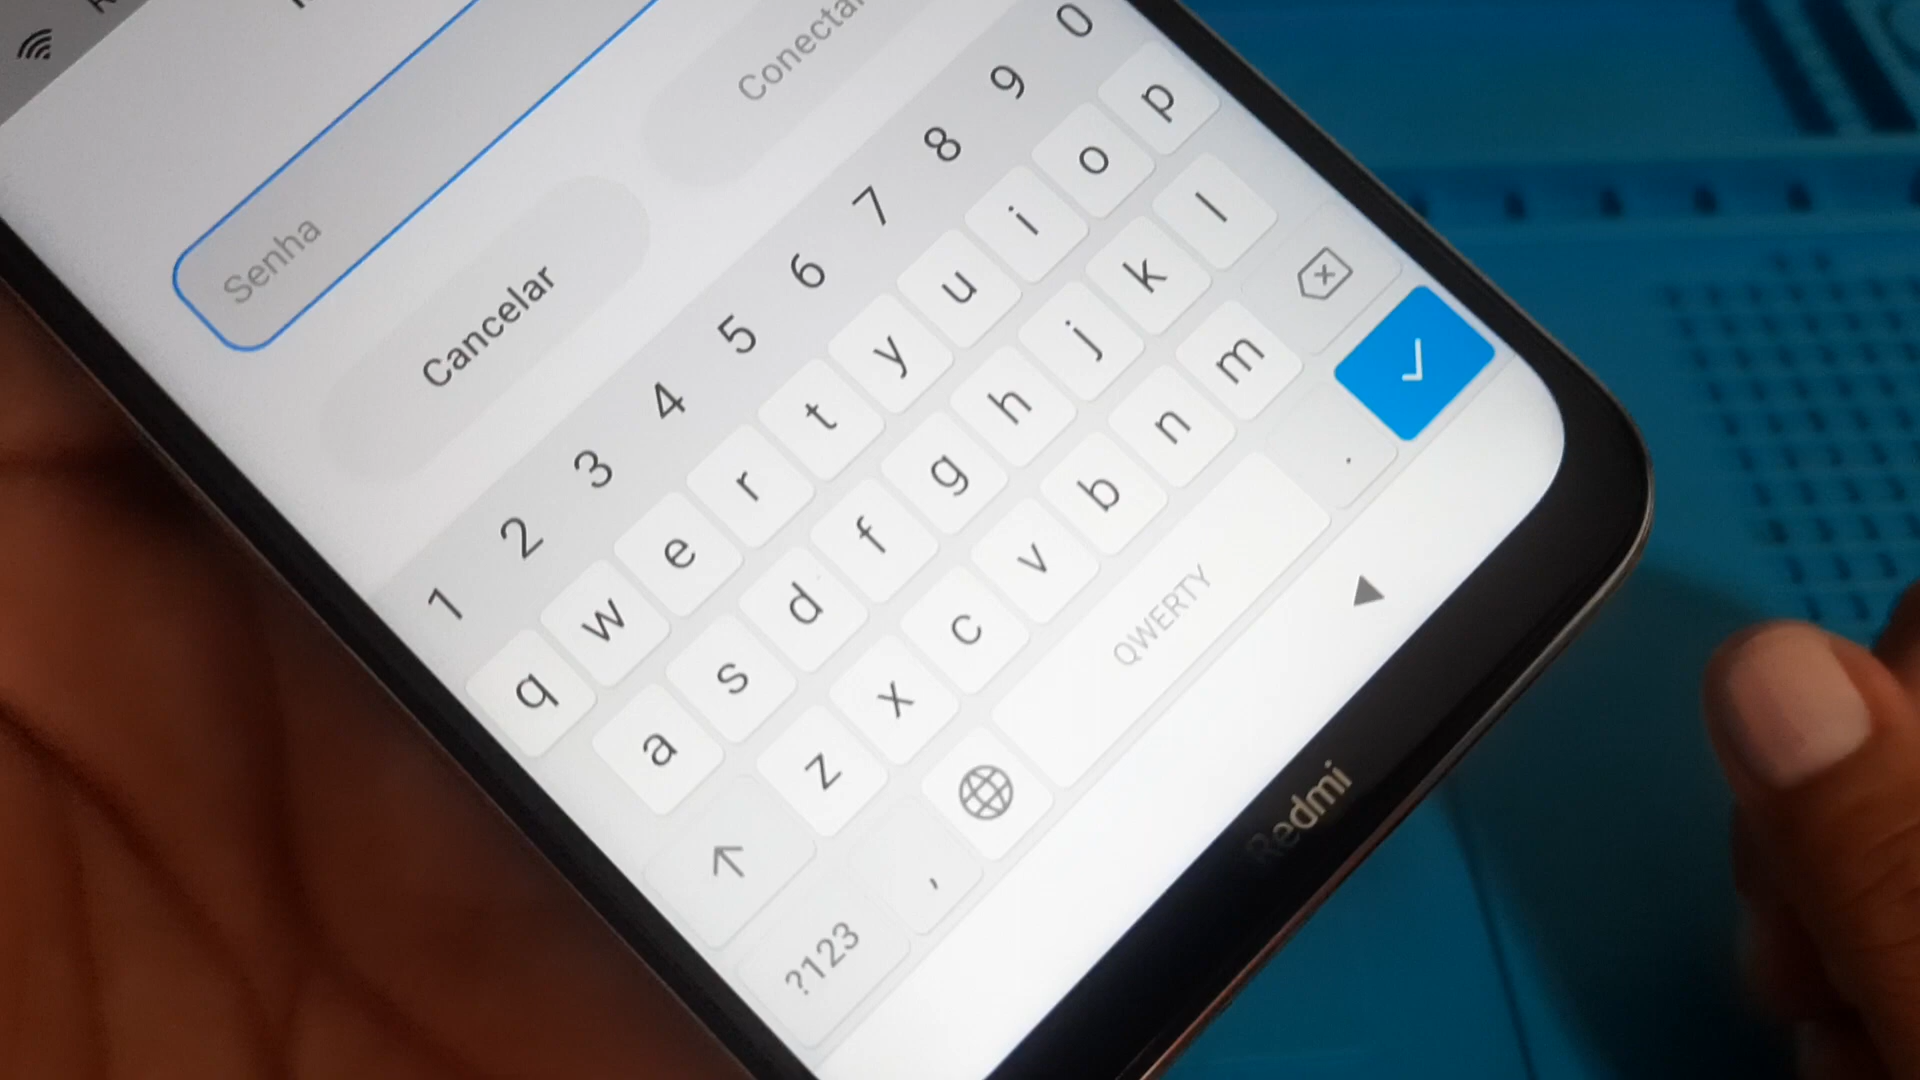 Senha
Cancelar
Conectar
1 2 3 4 5 6 7 8 9 0
q w e r t y u i o p
a s d f g h j k l
z x c v b n m
?123 , QWERTY .
Redmi